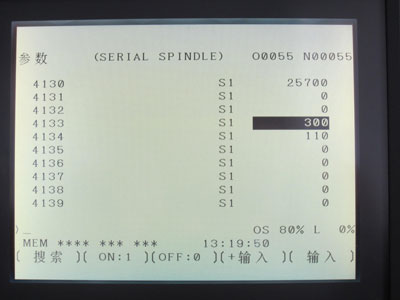 参数 (SERIAL SPINDLE) O0055 N00055
4130 S1 25700
4131 S1 0
4132 S1 0
4133 S1 300
4134 S1 110
4135 S1 0
4136 S1 0
4137 S1 0
4138 S1 0
4139 S1 0
)_
OS 80% L 0%
MEM **** *** *** 13:19:50
( 搜索 )( ON:1 )(OFF:0 )(+输入 )( 输入 )